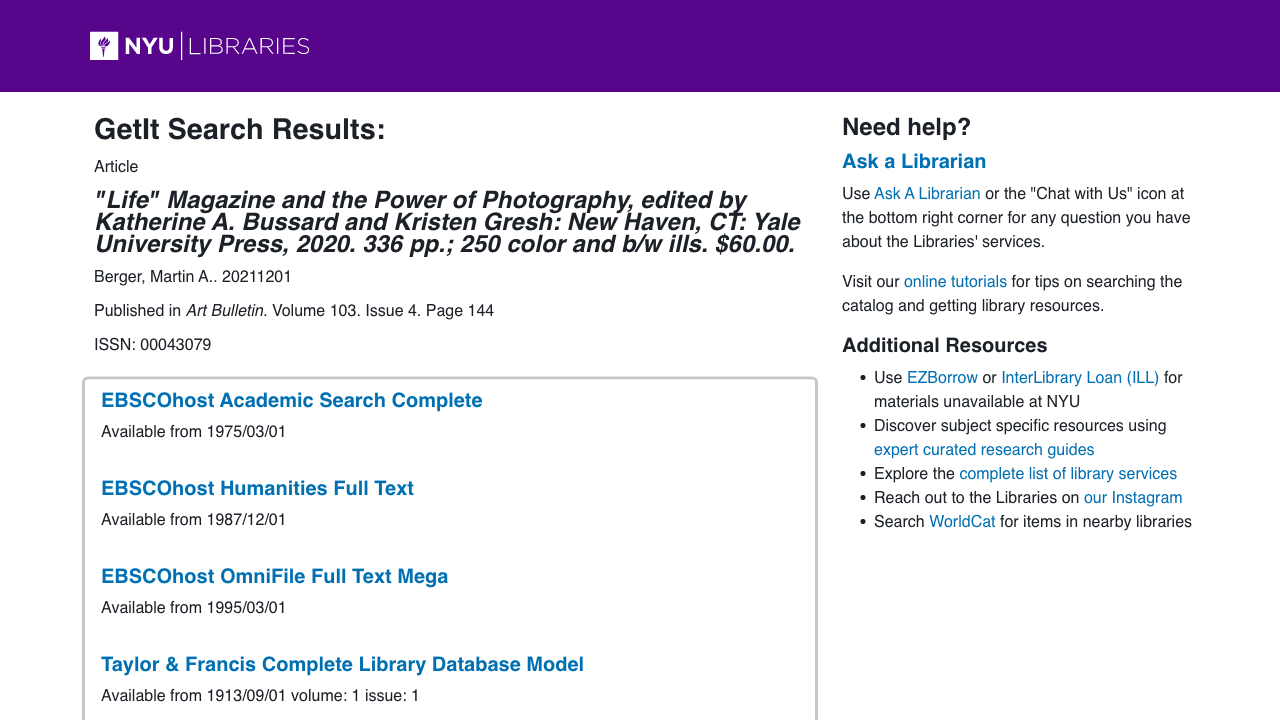 NYU LIBRARIES
GetIt Search Results:
Article
"Life" Magazine and the Power of Photography, edited by
Katherine A. Bussard and Kristen Gresh: New Haven, CT: Yale
University Press, 2020. 336 pp.; 250 color and b/w ills. $60.00.
Berger, Martin A.. 20211201
Published in Art Bulletin. Volume 103. Issue 4. Page 144
ISSN: 00043079
EBSCOhost Academic Search Complete
Available from 1975/03/01
EBSCOhost Humanities Full Text
Available from 1987/12/01
EBSCOhost OmniFile Full Text Mega
Available from 1995/03/01
Taylor & Francis Complete Library Database Model
Available from 1913/09/01 volume: 1 issue: 1
Need help?
Ask a Librarian
Use Ask A Librarian or the "Chat with Us" icon at
the bottom right corner for any question you have
about the Libraries' services.
Visit our online tutorials for tips on searching the
catalog and getting library resources.
Additional Resources
• Use EZBorrow or InterLibrary Loan (ILL) for
materials unavailable at NYU
• Discover subject specific resources using
expert curated research guides
• Explore the complete list of library services
• Reach out to the Libraries on our Instagram
• Search WorldCat for items in nearby libraries